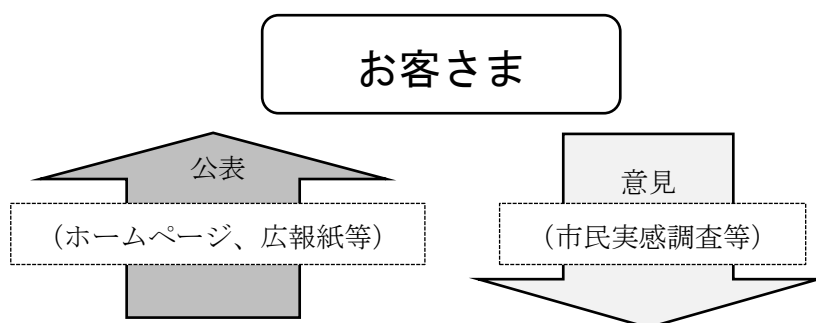 お客さま
公表
（ホームページ、広報紙等）
意見
（市民実感調査等）